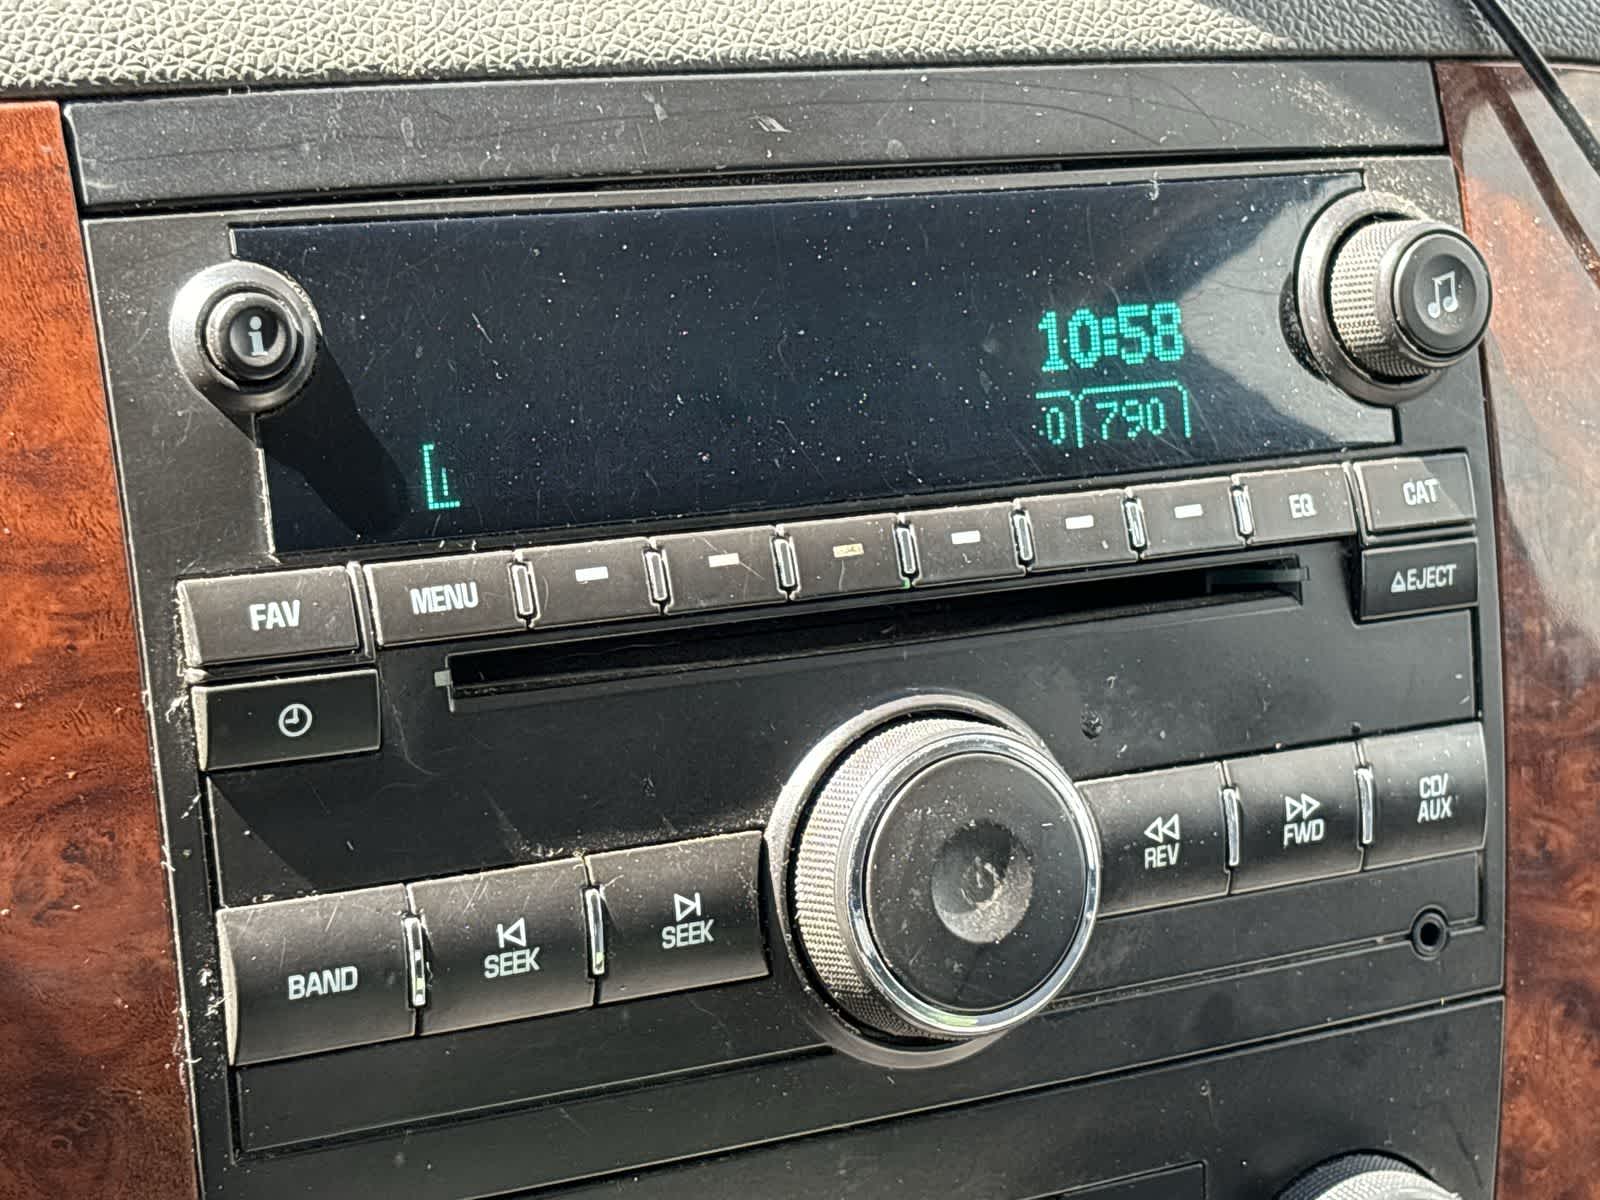 10:58
0 790
EQ
CAT
FAV
MENU
EJECT
REV
FWD
CD/
AUX
BAND
SEEK
SEEK